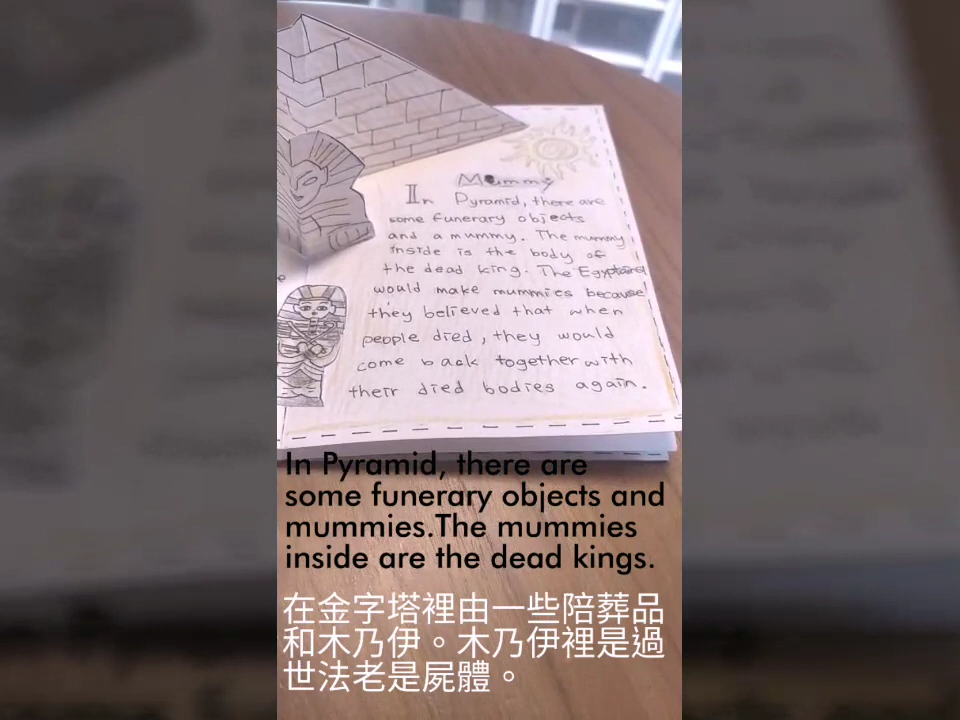 Mummy
In Pyramid, there are
some funerary objects
and a mummy. The mummy
inside is the body of
the dead king. The Egyptians
would make mummies because
they believed that when
people died, they would
come back together with
their died bodies again.
In Pyramid, there are
some funerary objects and
mummies.The mummies
inside are the dead kings.
在金字塔裡由一些陪葬品
和木乃伊。木乃伊裡是過
世法老是屍體。